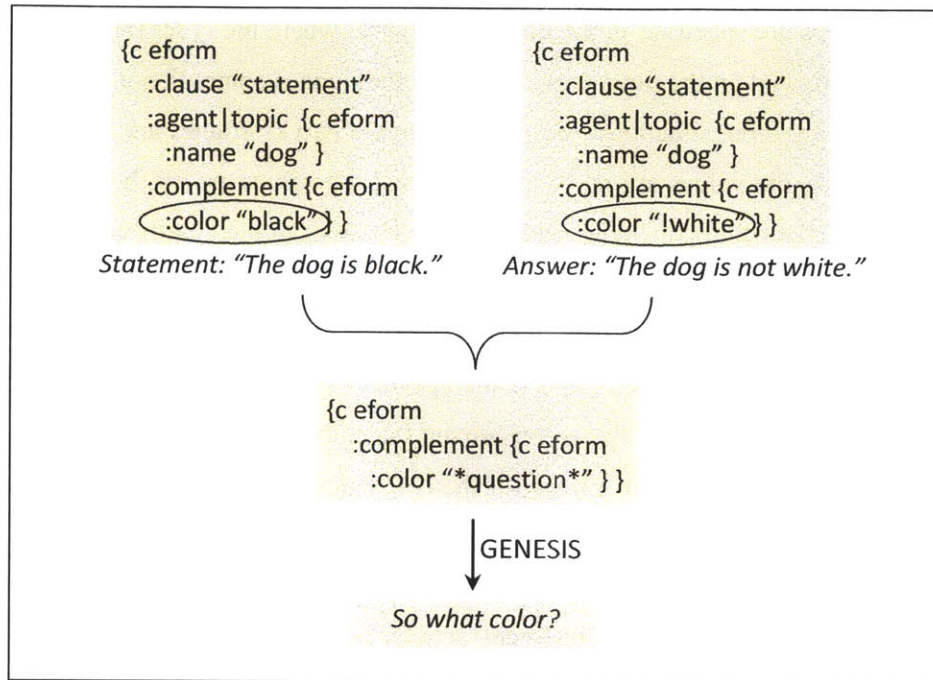 {c eform
:clause “statement”
:agent|topic {c eform
:name “dog” }
:complement {c eform
:color “black” } }
Statement: “The dog is black.”
{c eform
:clause “statement”
:agent|topic {c eform
:name “dog” }
:complement {c eform
:color “!white” } }
Answer: “The dog is not white.”
{c eform
:complement {c eform
:color “*question*” } }
GENESIS
So what color?